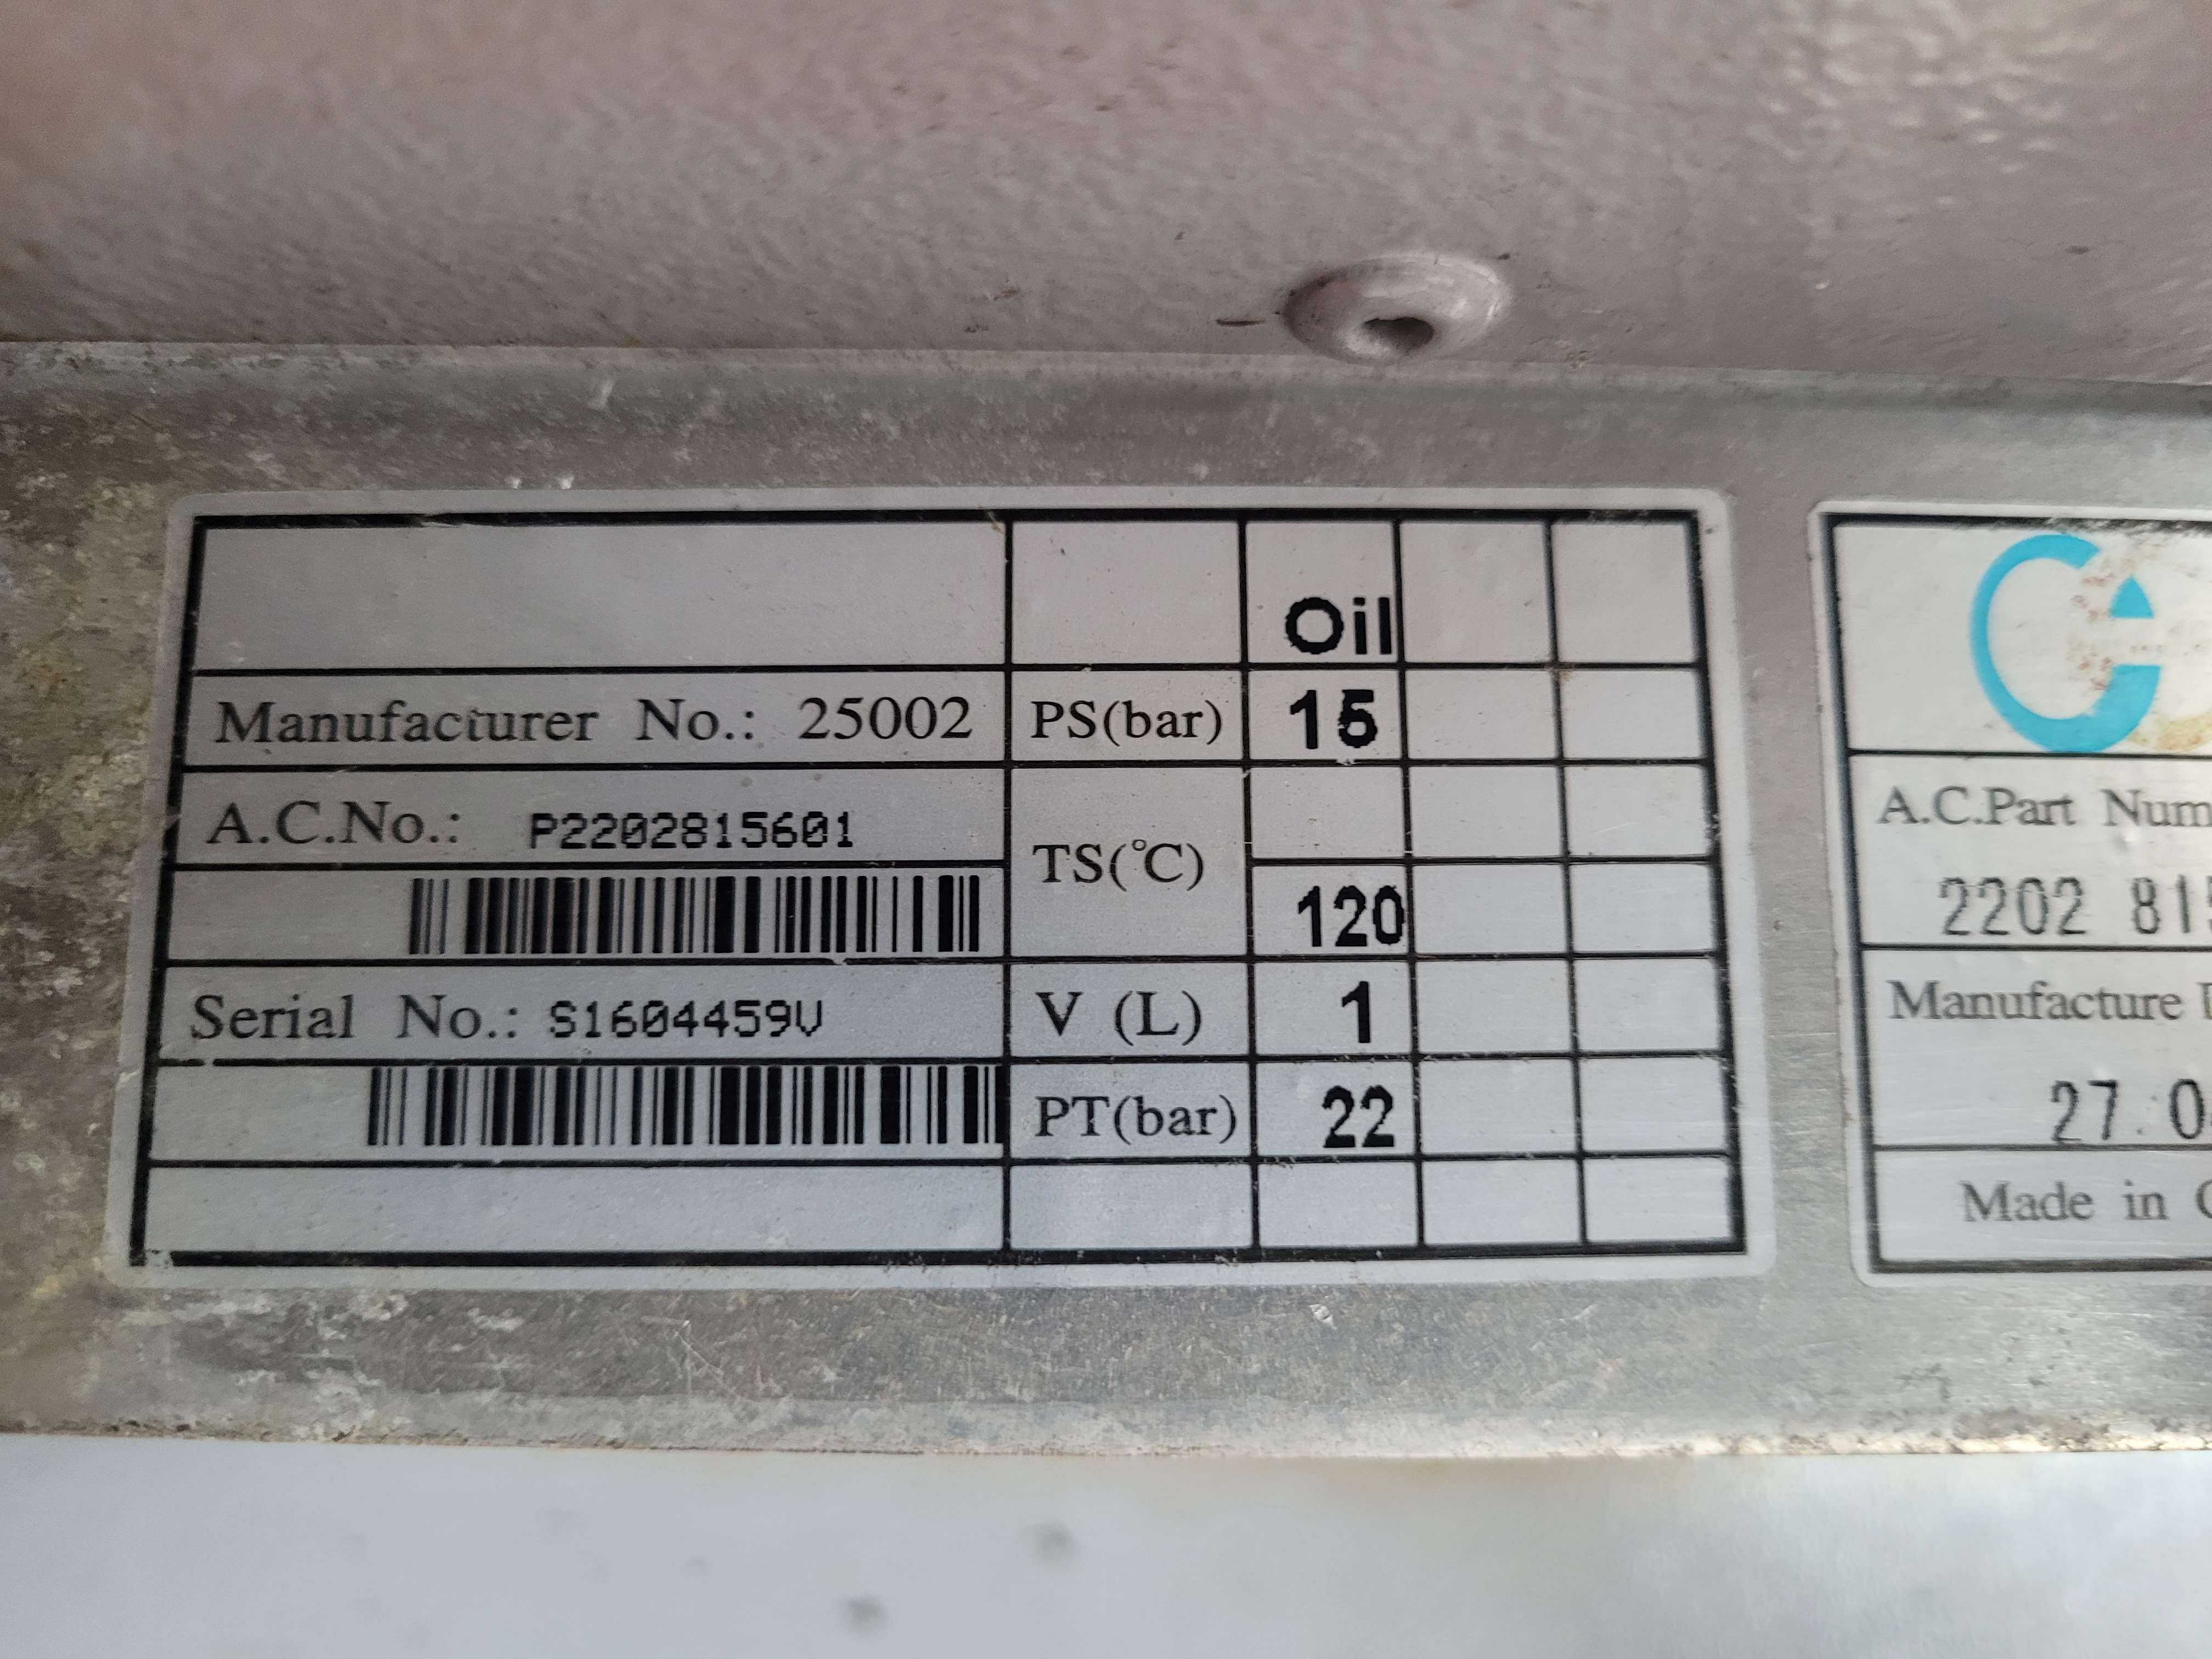 Oil
Manufacturer No.: 25002 PS(bar) 15
A.C.No.: P2202815601
TS(℃)
120
Serial No.: S1604459V V (L) 1
PT(bar) 22
A.C.Part Num
2202 81
Manufacture
27.0
Made in